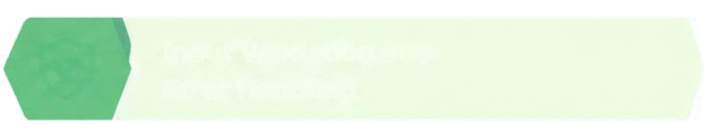 Input Validation and
Error Handling